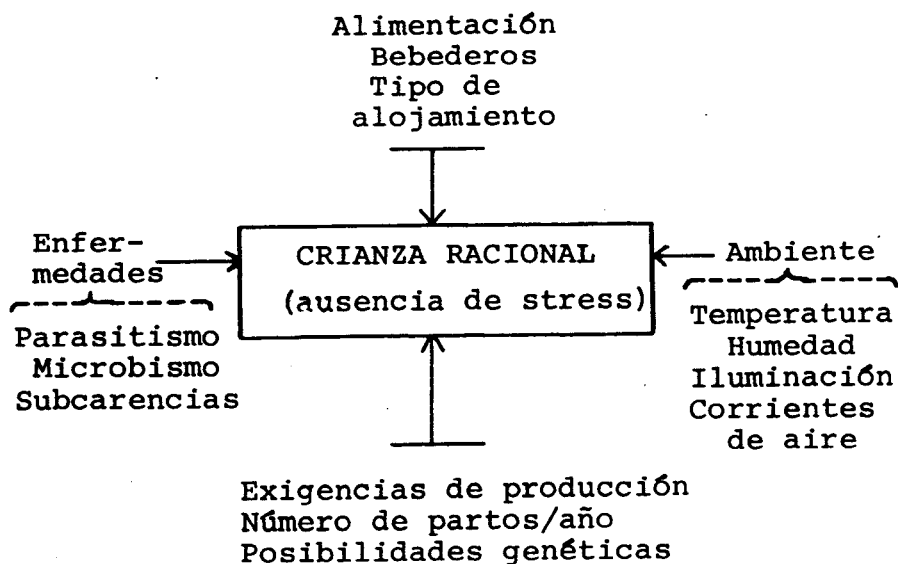 Alimentación
Bebederos
Tipo de
alojamiento
Enfer-
medades
Parasitismo
Microbismo
Subcarencias
CRIANZA RACIONAL
(ausencia de stress)
Ambiente
Temperatura
Humedad
Iluminación
Corrientes
de aire
Exigencias de producción
Número de partos/año
Posibilidades genéticas